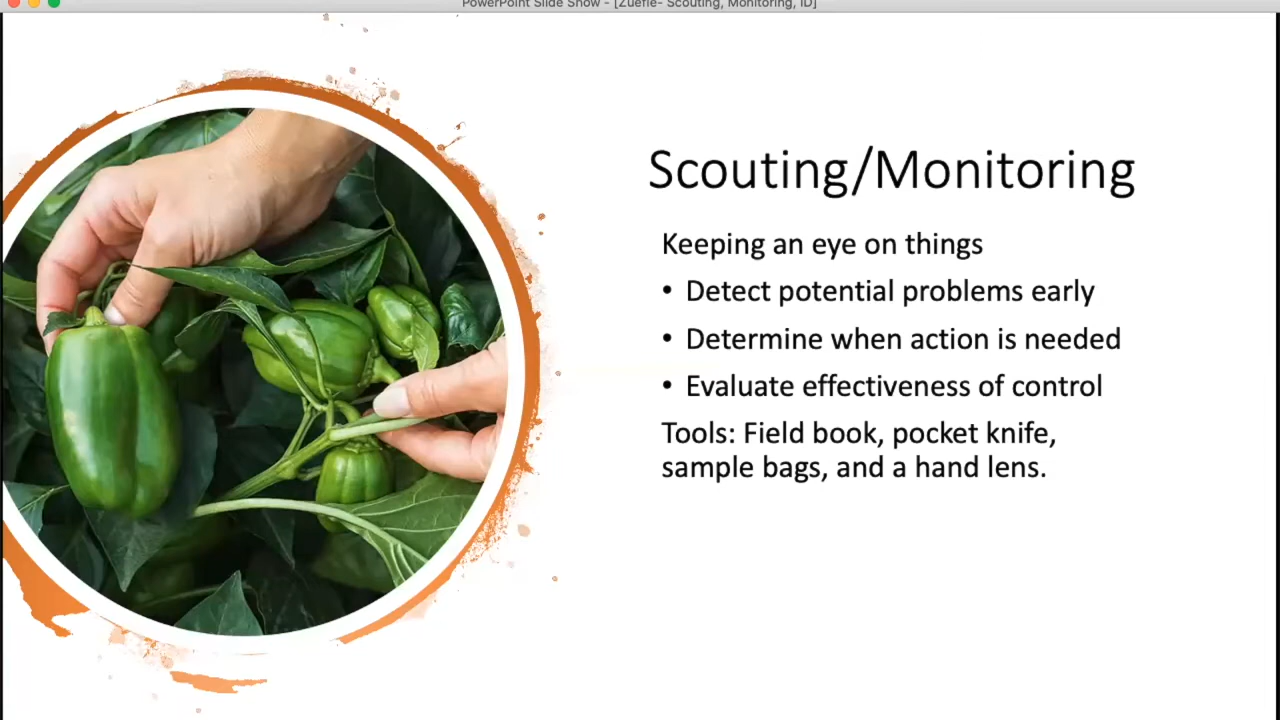 PowerPoint Slide Show - [Zuefle- Scouting, Monitoring, ID]
Scouting/Monitoring
Keeping an eye on things
• Detect potential problems early
• Determine when action is needed
• Evaluate effectiveness of control
Tools: Field book, pocket knife,
sample bags, and a hand lens.